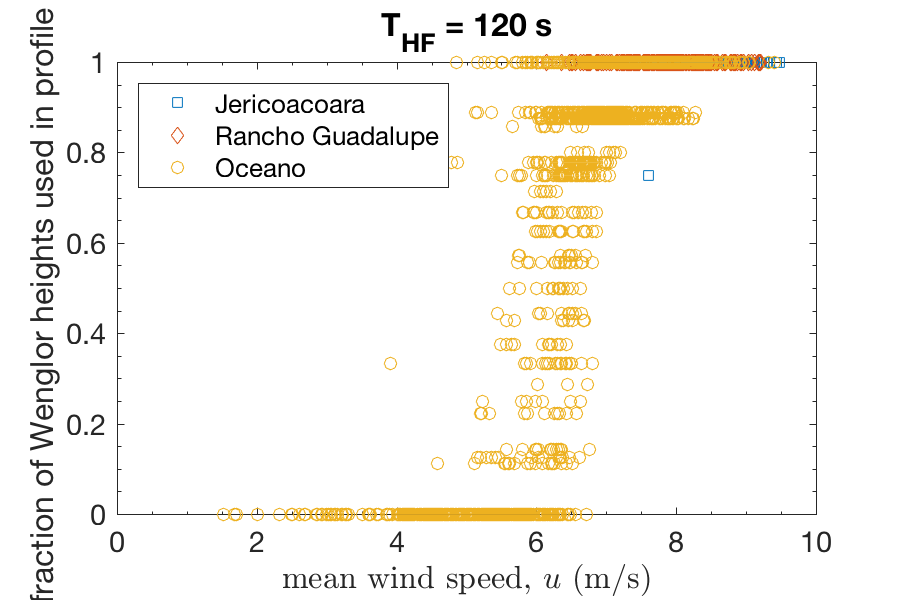 T_HF = 120 s
fraction of Wenglor heights used in profile
1
0.8
0.6
0.4
0.2
0
Jericoacoara
Rancho Guadalupe
Oceano
0 2 4 6 8 10
mean wind speed, u (m/s)